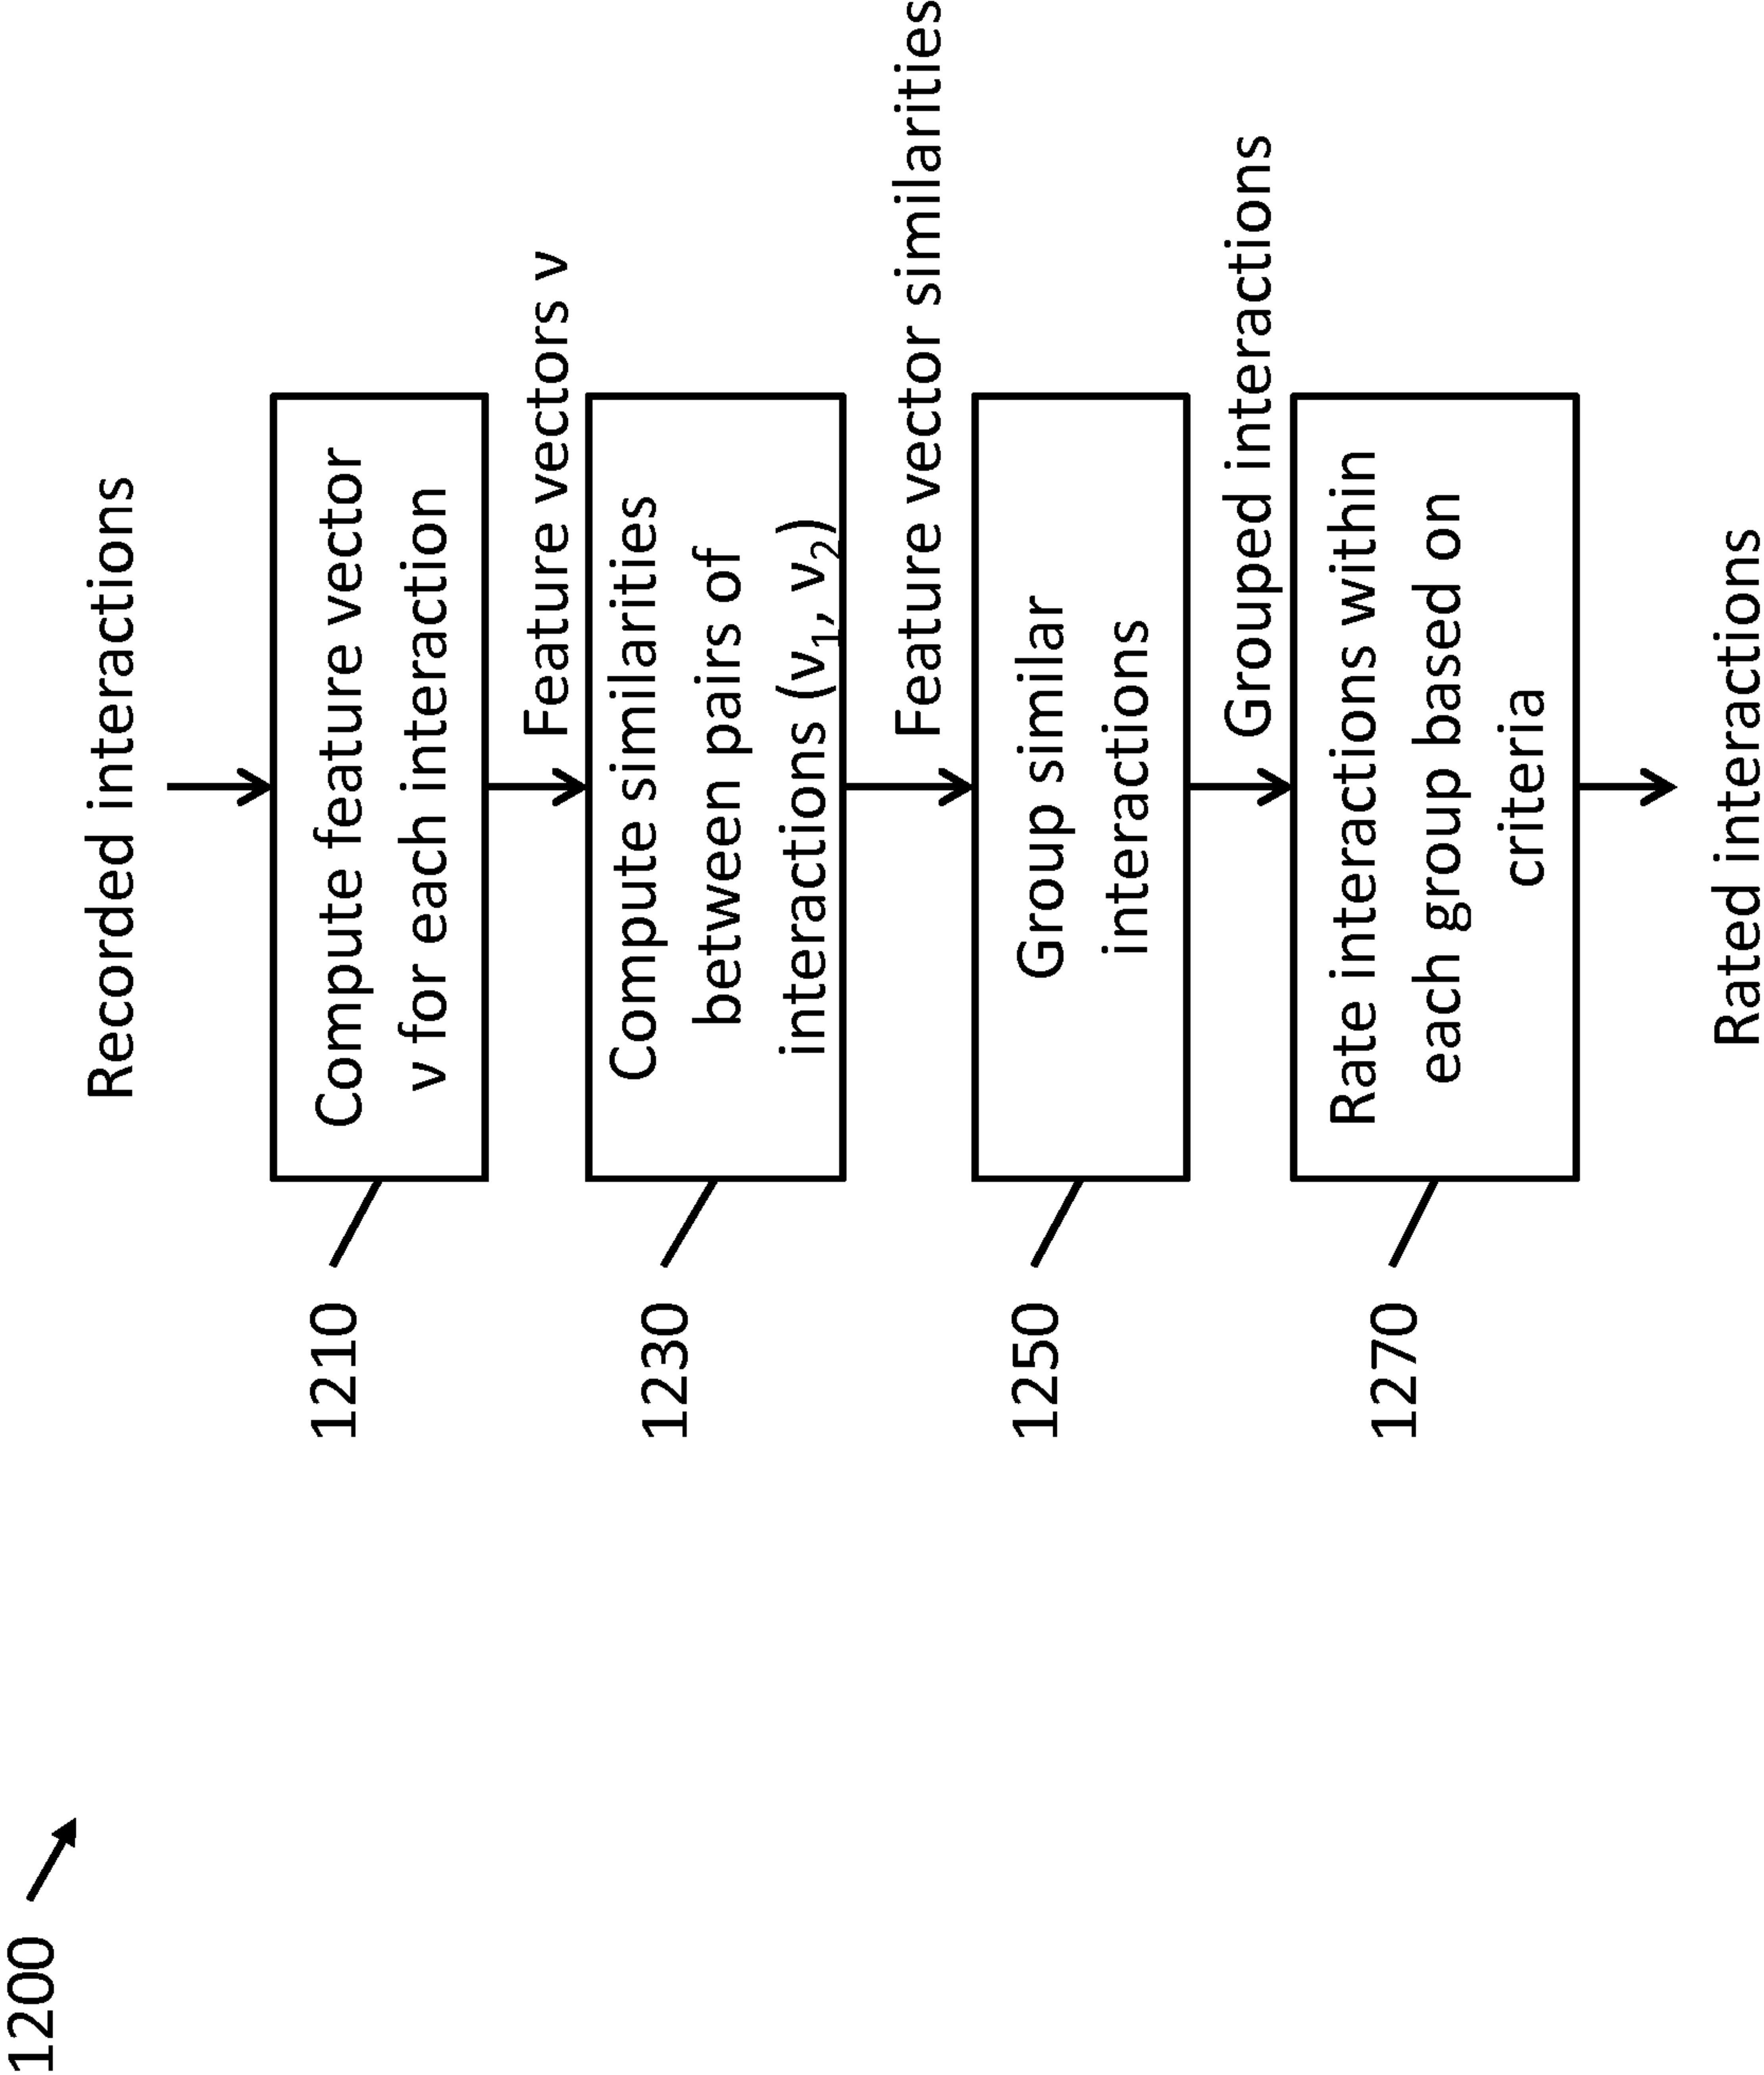 1200
Recorded interactions
1210
Compute feature vector
v for each interaction
Feature vectors v
1230
Compute similarities
between pairs of
interactions (v₁, v₂)
Feature vector similarities
1250
Group similar
interactions
Grouped interactions
1270
Rate interactions within
each group based on
criteria
Rated interactions